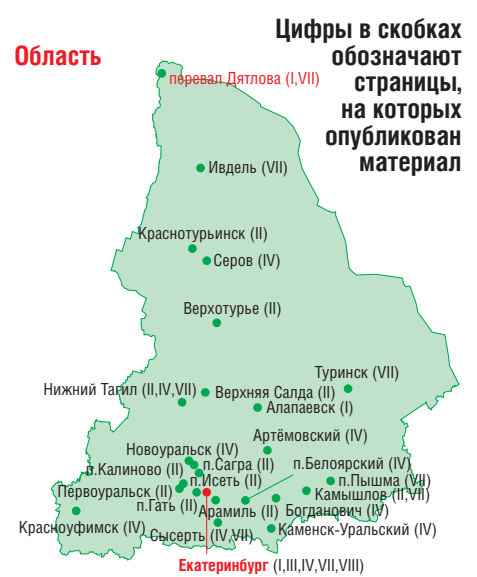 Цифры в скобках
обозначают
страницы,
на которых
опубликован
материал
Область
перевал Дятлова (I,VII)
Ивдель (VII)
Краснотурьинск (II)
Серов (IV)
Верхотурье (II)
Туринск (VII)
Нижний Тагил (II,IV,VII)
Верхняя Салда (II)
Алапаевск (I)
Артёмовский (IV)
Новоуральск (IV)
п.Сагра (II)
п.Белоярский (IV)
п.Калиново (II)
п.Исеть (II)
п.Пышма (VII)
Первоуральск (II)
Камышлов (II,VII)
п.Гать (II)
Арамиль (II)
Богданович (IV)
Красноуфимск (IV)
Сысерть (IV,VII)
Каменск-Уральский (IV)
Екатеринбург (I,III,IV,VII,VIII)